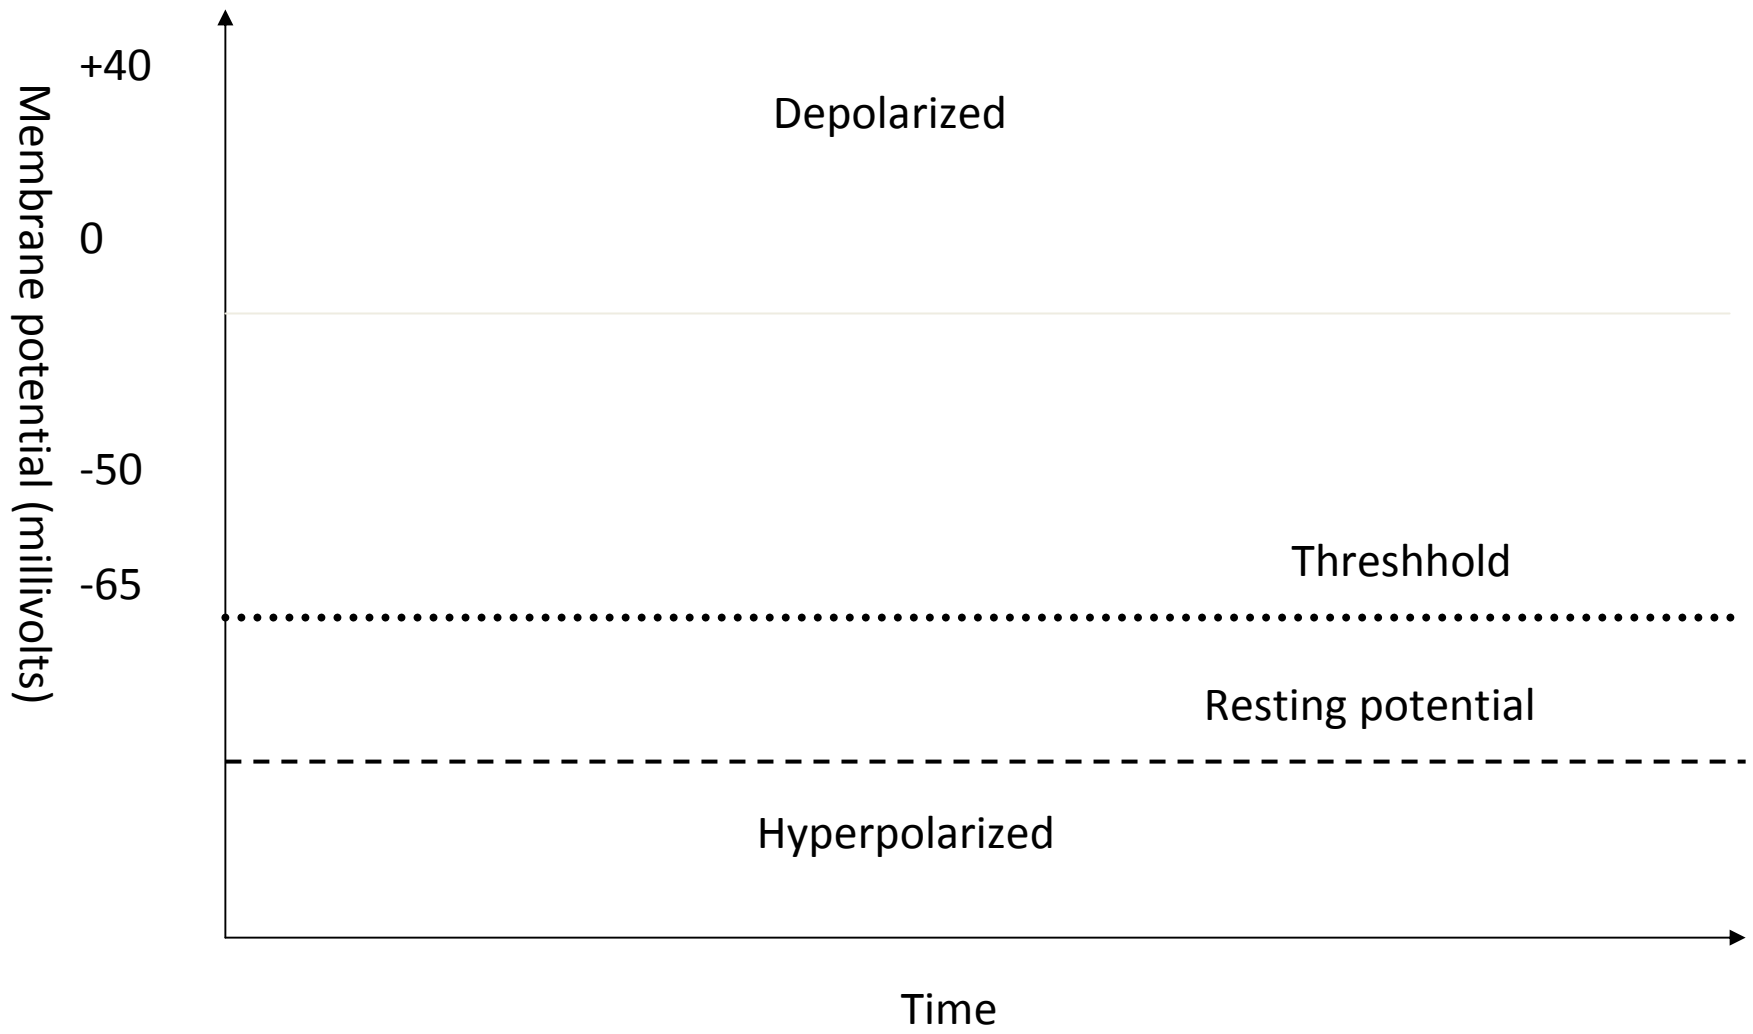 +40
Depolarized
0
Membrane potential (millivolts)
-50
Threshhold
-65
Resting potential
Hyperpolarized
Time